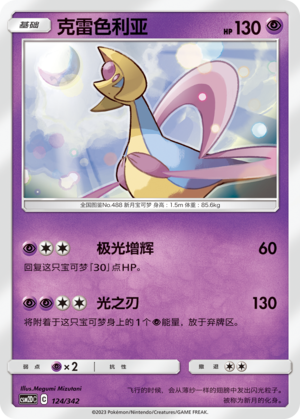 基础 克雷色利亚 HP 130
全国图鉴No.488 新月宝可梦 身高：1.5m 体重：85.6kg
极光增辉 60
回复这只宝可梦「30」点HP。
光之刃 130
将附着于这只宝可梦身上的1个能量，放于弃牌区。
弱点 ×2 抗性 撤退
Illus. Megumi Mizutani
飞行的时候，会从薄纱一样的翅膀中发出闪光粒子。
CSM2DC G 124/342
被称为新月的化身。
©2023 Pokémon/Nintendo/Creatures/GAME FREAK.